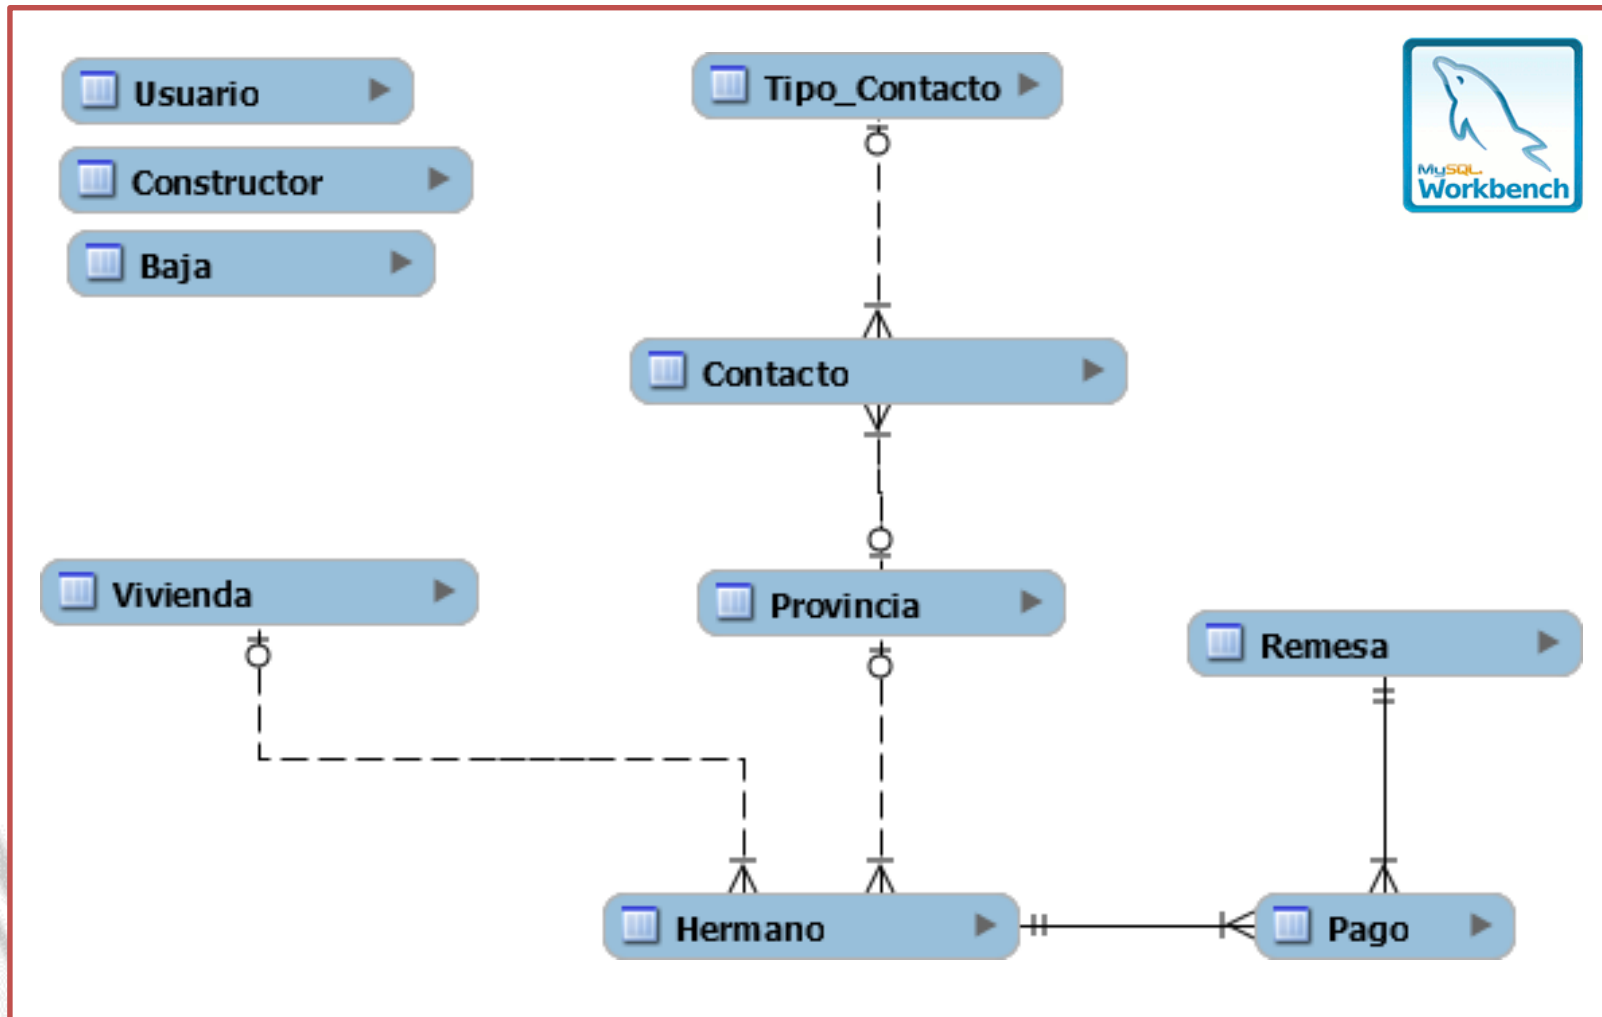 Usuario
Constructor
Baja
Tipo_Contacto
MySQL
Workbench
Contacto
Vivienda
Provincia
Remesa
Hermano
Pago